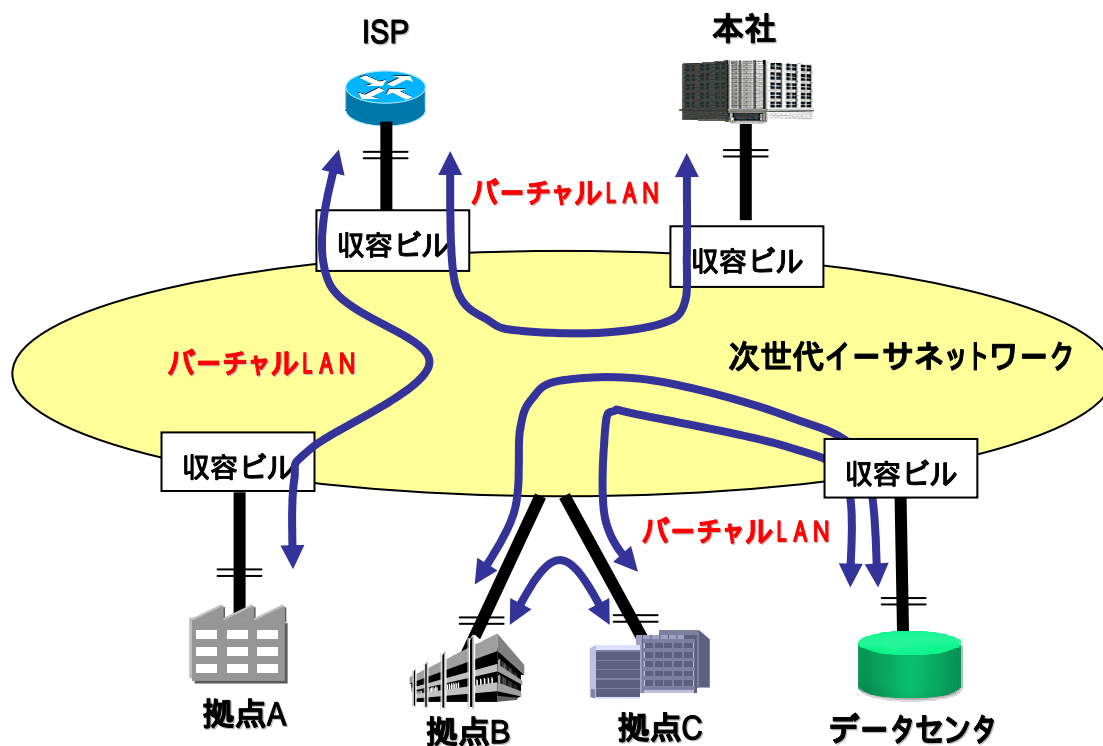 ISP
本社
バーチャルLAN
収容ビル
収容ビル
次世代イーサネットワーク
バーチャルLAN
収容ビル
収容ビル
バーチャルLAN
拠点A
拠点B
拠点C
データセンタ